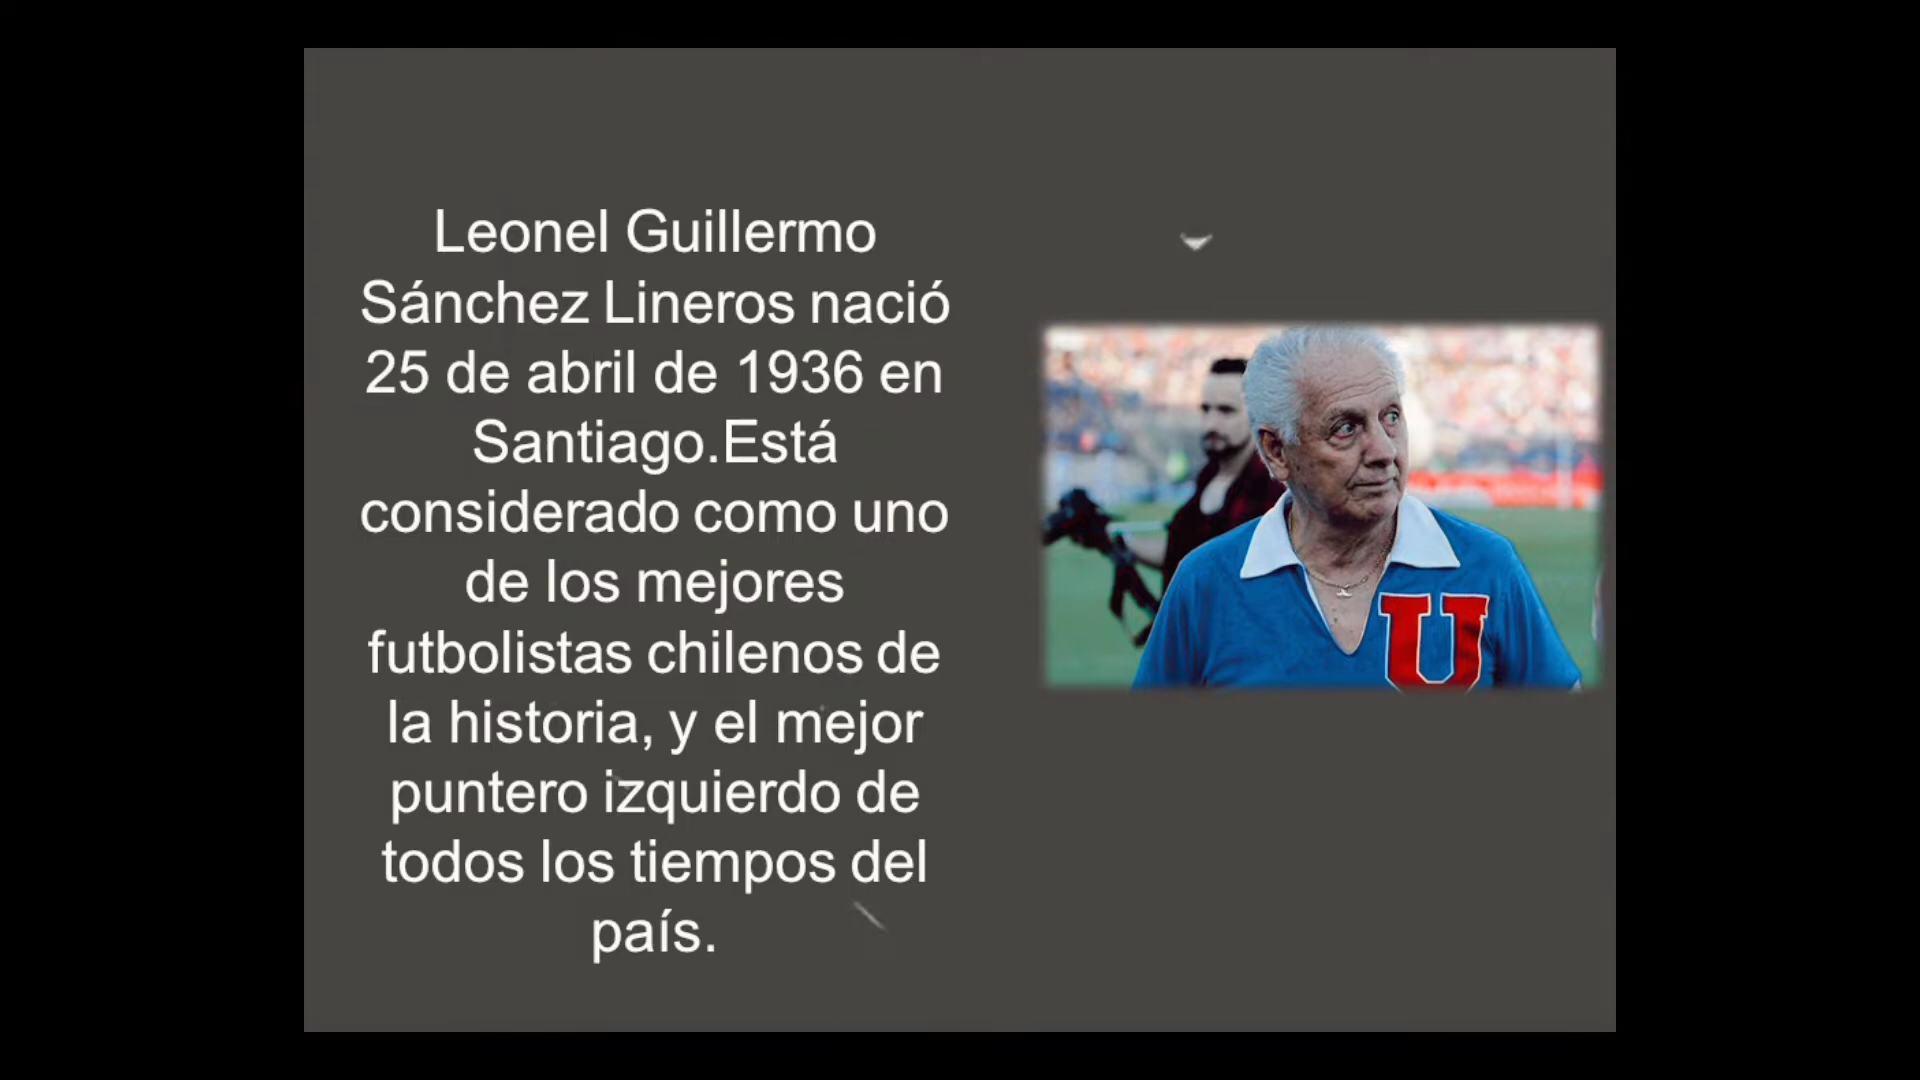 Leonel Guillermo
Sánchez Lineros nació
25 de abril de 1936 en
Santiago.Está
considerado como uno
de los mejores
futbolistas chilenos de
la historia, y el mejor
puntero izquierdo de
todos los tiempos del
país.
U